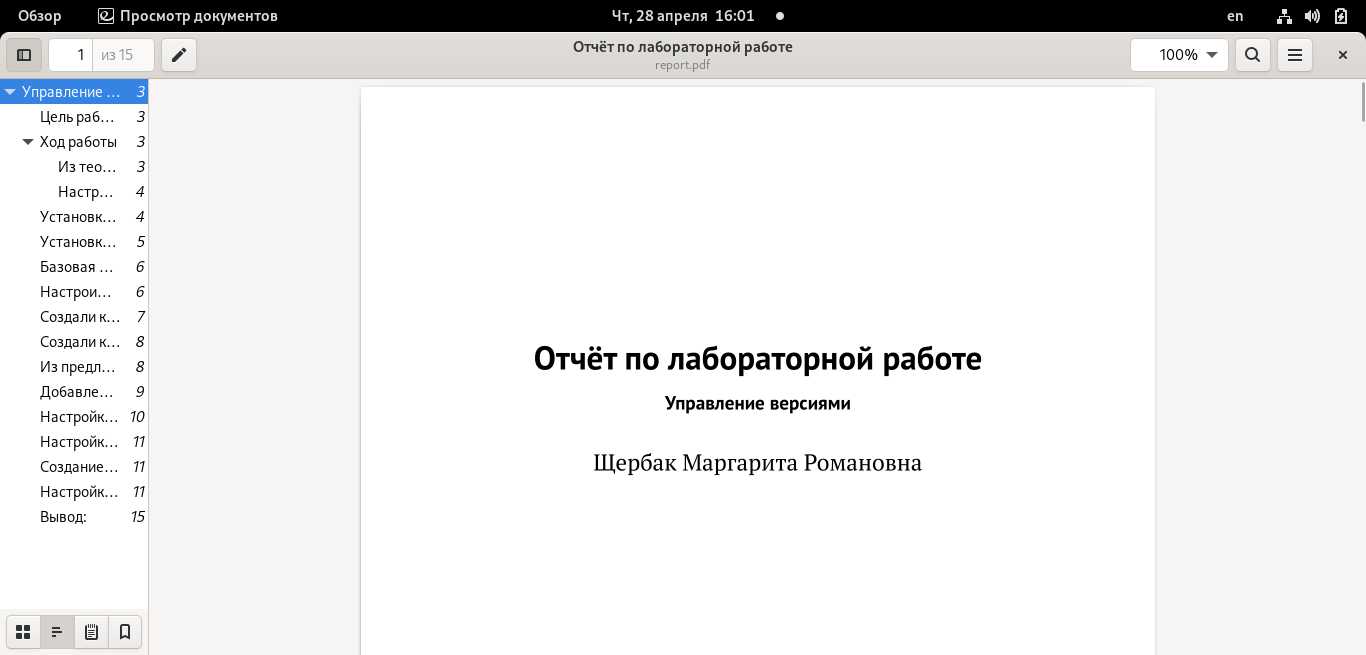 Обзор Просмотр документов Чт, 28 апреля 16:01 en
1 из 15 Отчёт по лабораторной работе 100%
report.pdf
Управление ... 3
Цель раб... 3
Ход работы 3
Из тео... 3
Настр... 4
Установк... 4
Установк... 5
Базовая ... 6
Настрои... 6
Создали к... 7
Создали к... 8
Из предл... 8
Добавле... 9
Настройк... 10
Настройк... 11
Создание... 11
Настройк... 11
Вывод: 15
Отчёт по лабораторной работе
Управление версиями
Щербак Маргарита Романовна